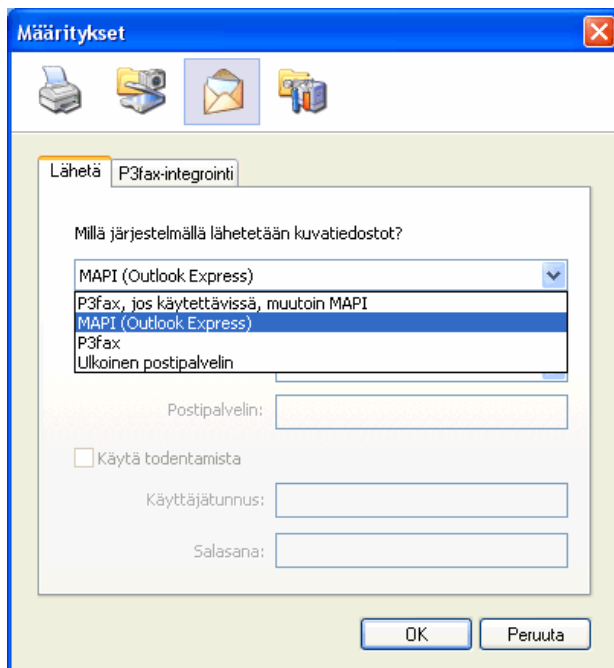 Määritykset
Lähetä
P3fax-integrointi
Millä järjestelmällä lähetetään kuvatiedostot?
MAPI (Outlook Express)
P3fax, jos käytettävissä, muutoin MAPI
MAPI (Outlook Express)
P3fax
Ulkoinen postipalvelin
Postipalvelin:
Käytä todentamista
Käyttäjätunnus:
Salasana:
OK
Peruuta